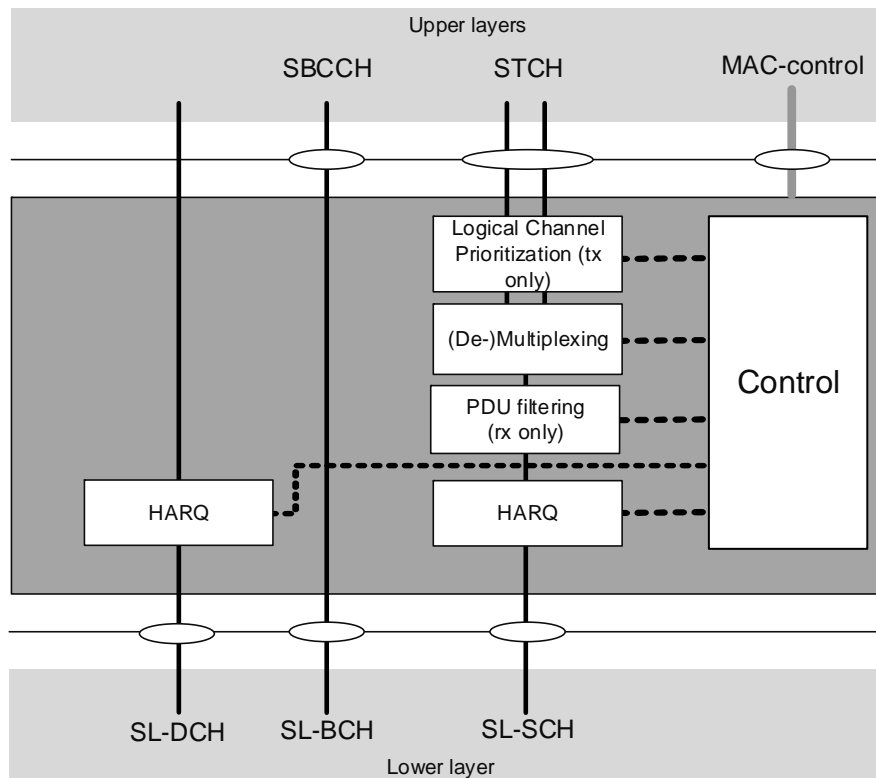 Upper layers
SBCCH
STCH
MAC-control
Logical Channel
Prioritization (tx
only)
(De-)Multiplexing
Control
PDU filtering
(rx only)
HARQ
HARQ
SL-DCH
SL-BCH
SL-SCH
Lower layer